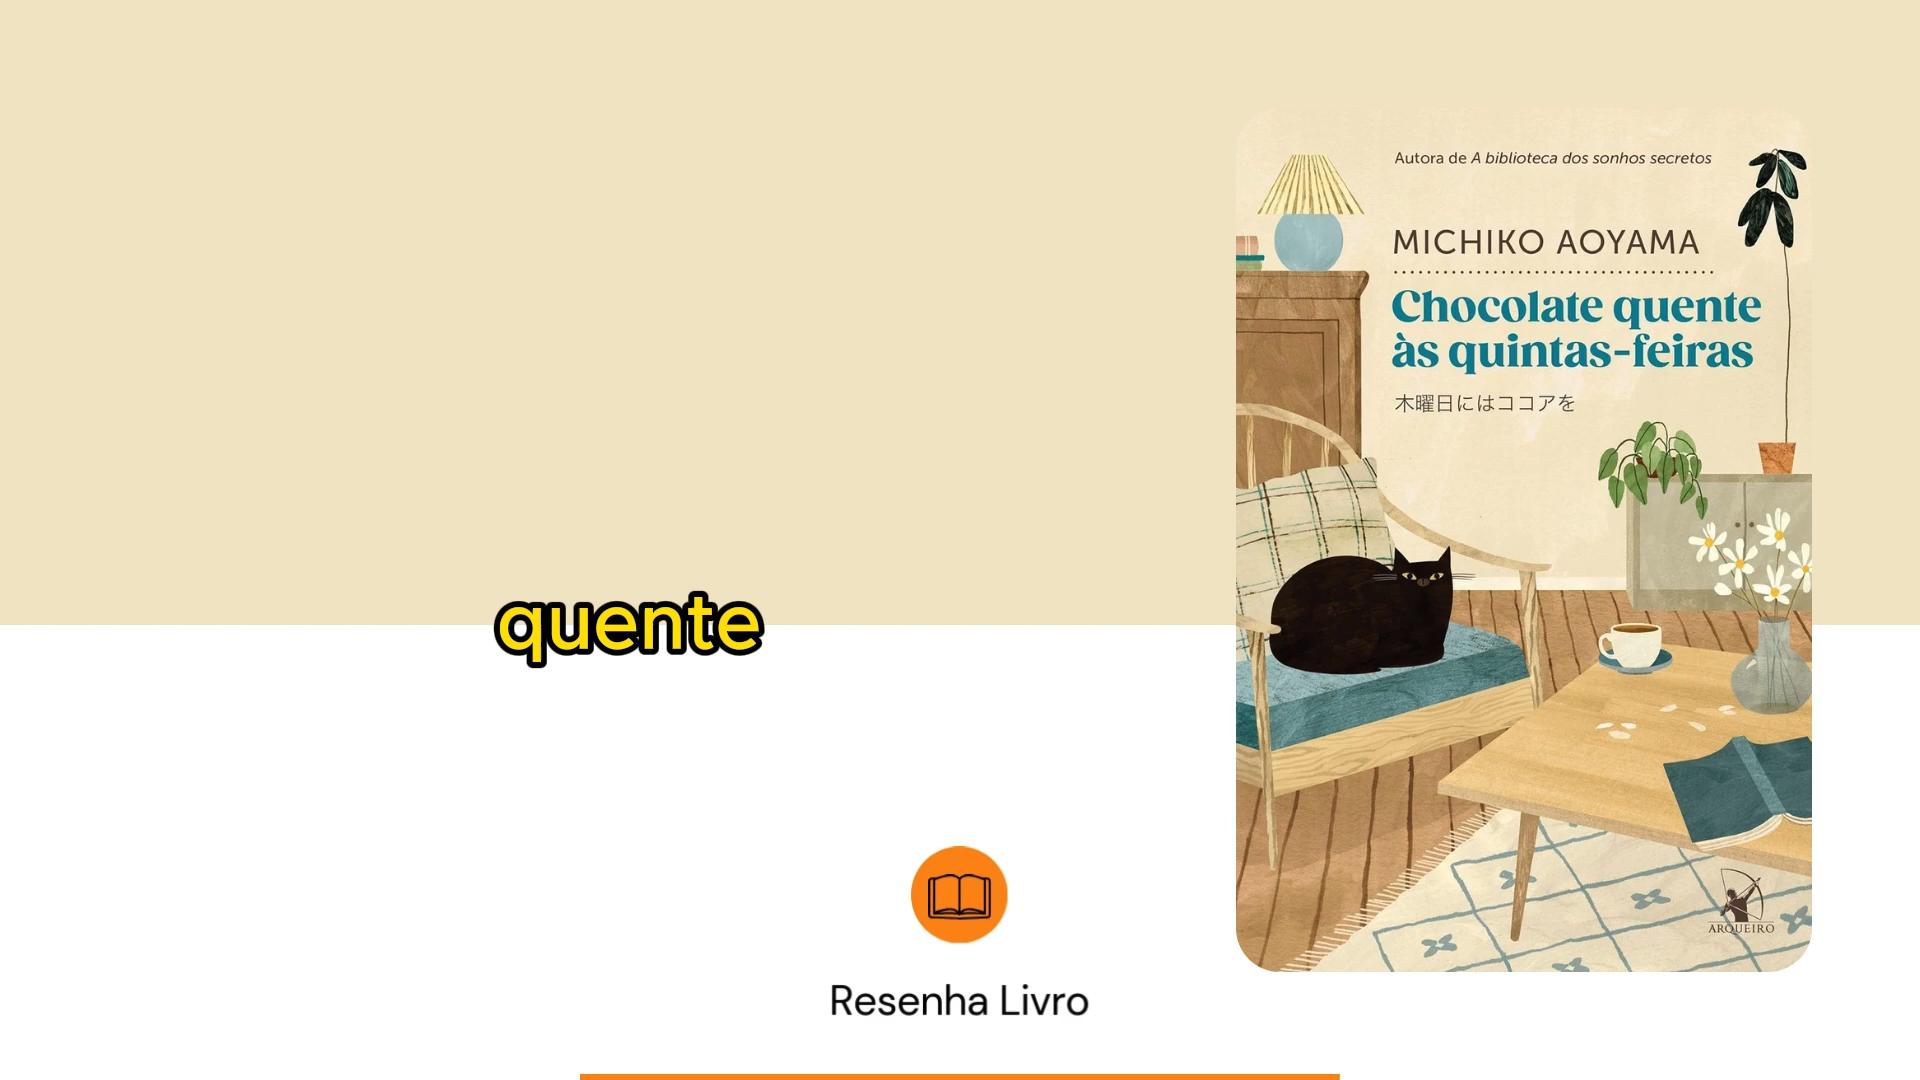 Autora de A biblioteca dos sonhos secretos
MICHIKO AOYAMA
Chocolate quente
às quintas-feiras
木曜日にはココアを
quente
ARQUEIRO
Resenha Livro